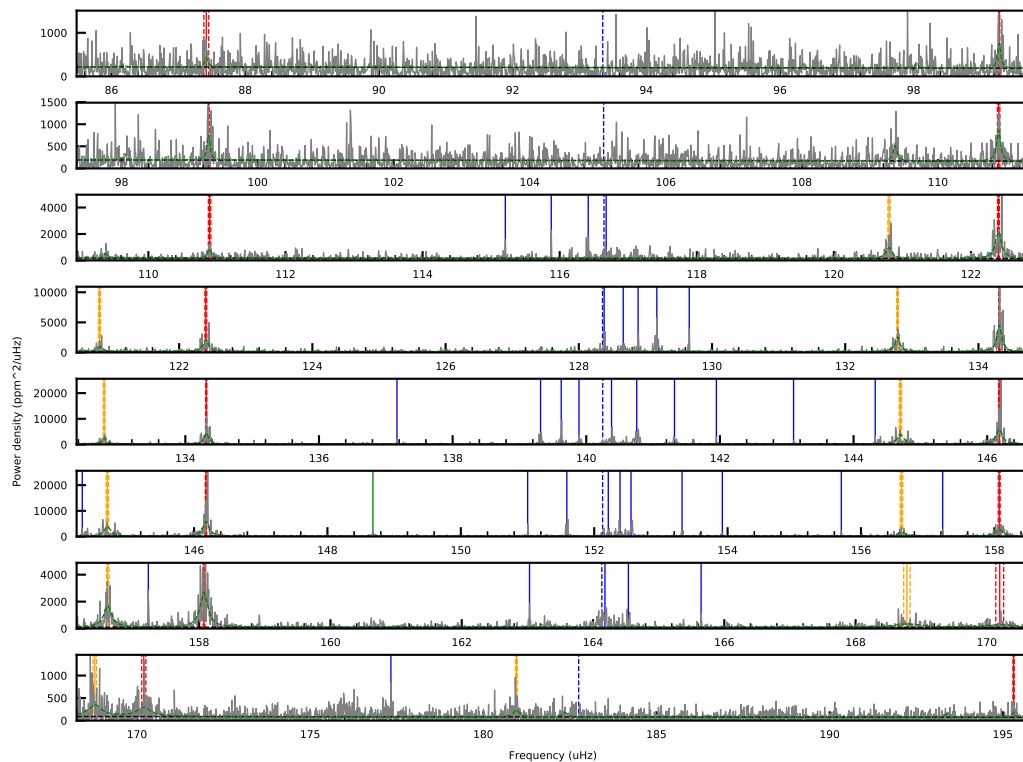 1000
0
86 88 90 92 94 96 98
1500
1000
500
0
98 100 102 104 106 108 110
4000
2000
0
110 112 114 116 118 120 122
10000
5000
0
122 124 126 128 130 132 134
20000
10000
0
134 136 138 140 142 144 146
20000
10000
0
146 148 150 152 154 156 158
4000
2000
0
158 160 162 164 166 168 170
1000
500
0
170 175 180 185 190 195
Power density (ppm^2/uHz)
Frequency (uHz)